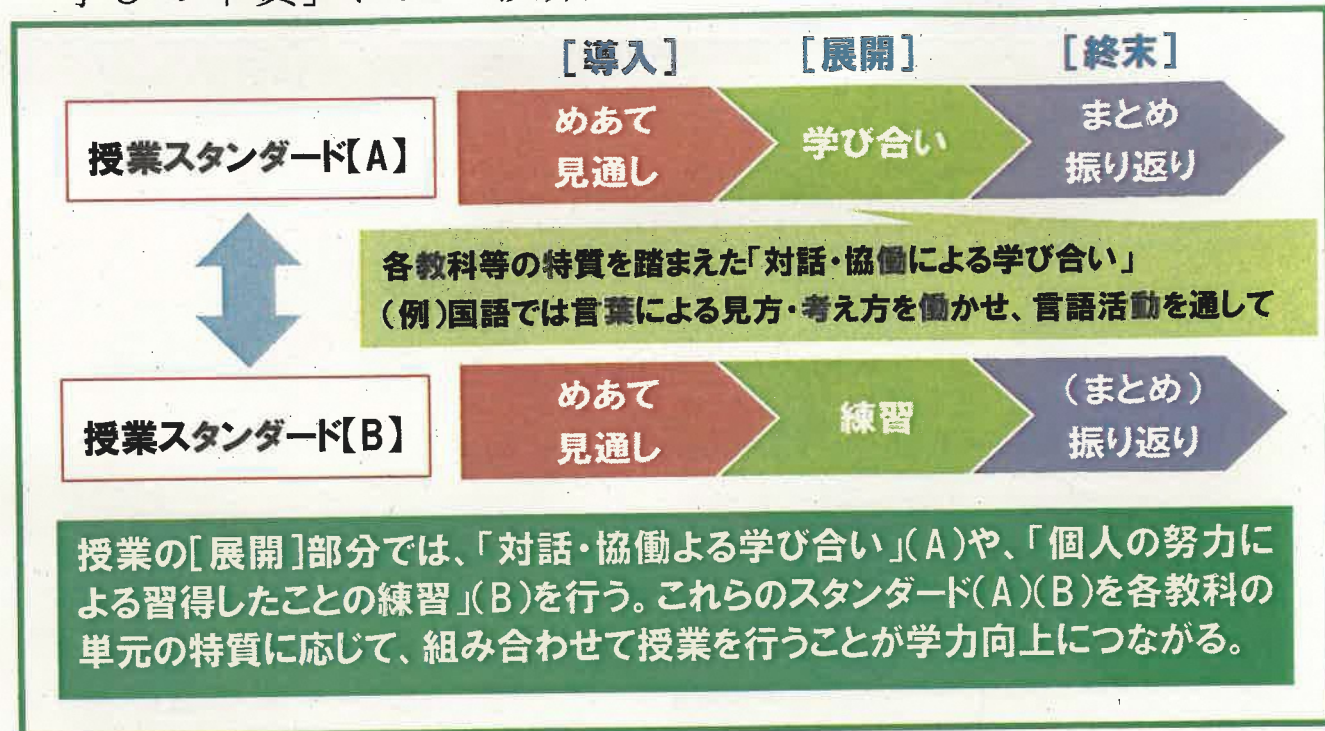 [導入]
[展開]
[終末]
授業スタンダード【A】
めあて
見通し
学び合い
まとめ
振り返り
各教科等の特質を踏まえた「対話・協働による学び合い」
(例)国語では言葉による見方・考え方を働かせ、言語活動を通して
授業スタンダード【B】
めあて
見通し
練習
(まとめ)
振り返り
授業の[展開]部分では、「対話・協働よる学び合い」(A)や、「個人の努力に
よる習得したことの練習」(B)を行う。これらのスタンダード(A)(B)を各教科の
単元の特質に応じて、組み合わせて授業を行うことが学力向上につながる。